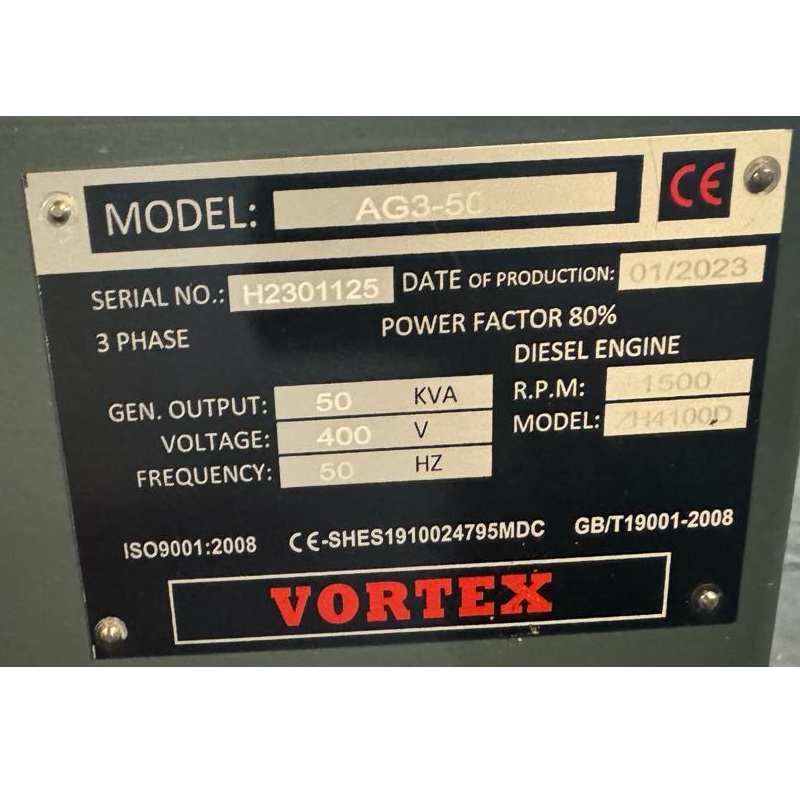 MODEL: AG3-50 CE
SERIAL NO.: H2301125 DATE OF PRODUCTION: 01/2023
3 PHASE POWER FACTOR 80%
DIESEL ENGINE
GEN. OUTPUT: 50 KVA R.P.M: 1500
VOLTAGE: 400 V MODEL: ZH4100D
FREQUENCY: 50 HZ
ISO9001:2008 CE-SHES1910024795MDC GB/T19001-2008
VORTEX